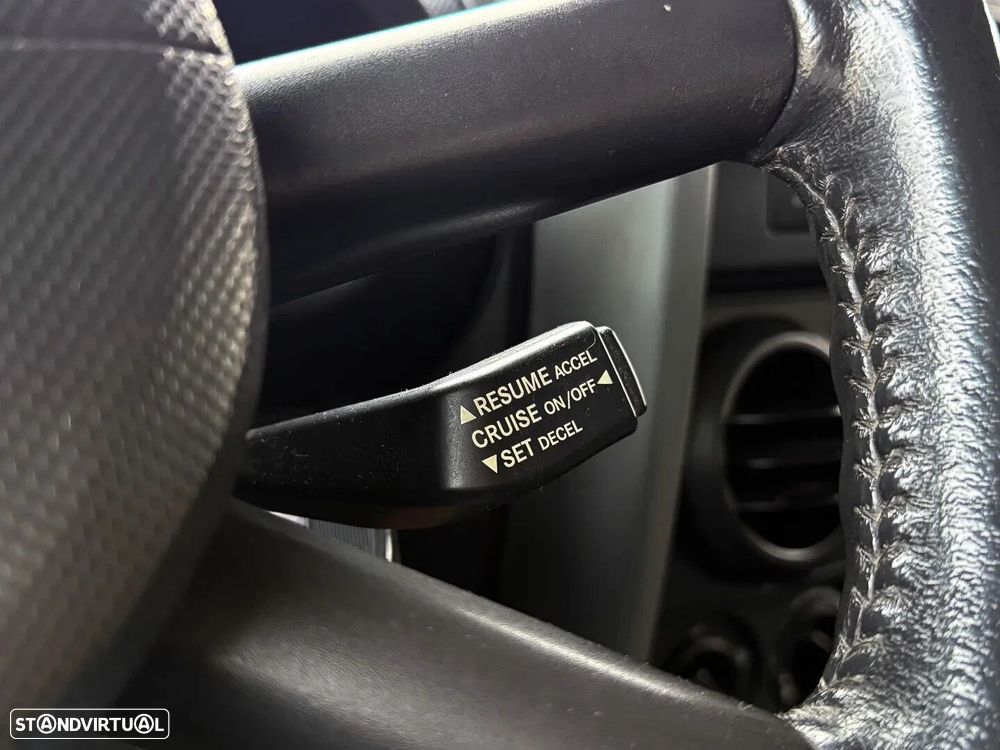 ▲RESUME ACCEL
CRUISE ON/OFF◄
▼SET DECEL
STANDVIRTUAL